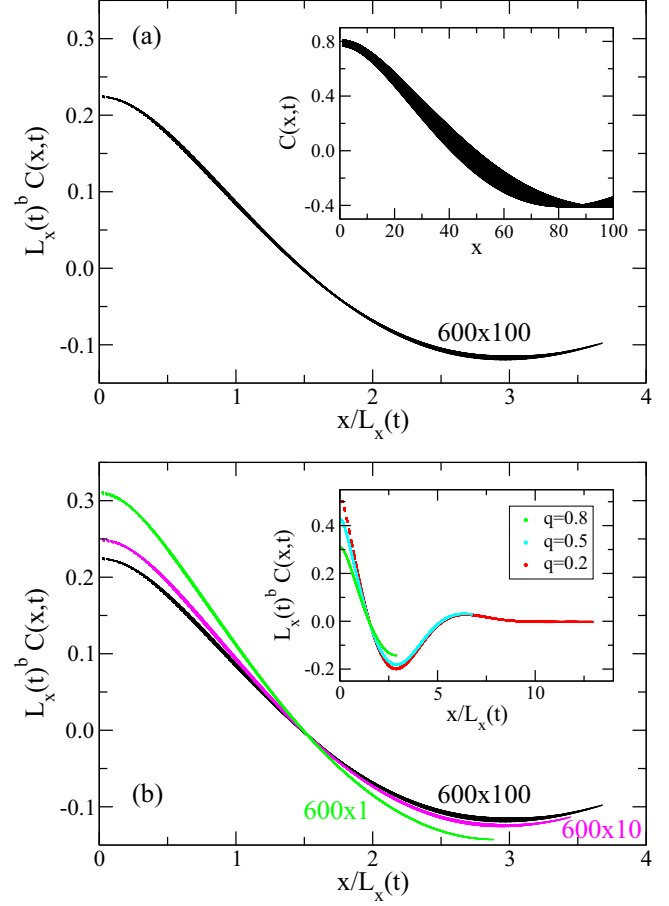 (a)
0.3
0.2
0.1
0.0
-0.1
L_x(t)^b C(x,t)
0 1 2 3 4
x/L_x(t)
600x100
0.8
0.4
0.0
-0.4
C(x,t)
0 20 40 60 80 100
x
0.3
0.2
0.1
0.0
-0.1
L_x(t)^b C(x,t)
0 1 2 3 4
x/L_x(t)
(b)
600x1
600x100
600x10
0.4
0.2
0.0
-0.2
L_x(t)^b C(x,t)
0 5 10
x/L_x(t)
q=0.8
q=0.5
q=0.2